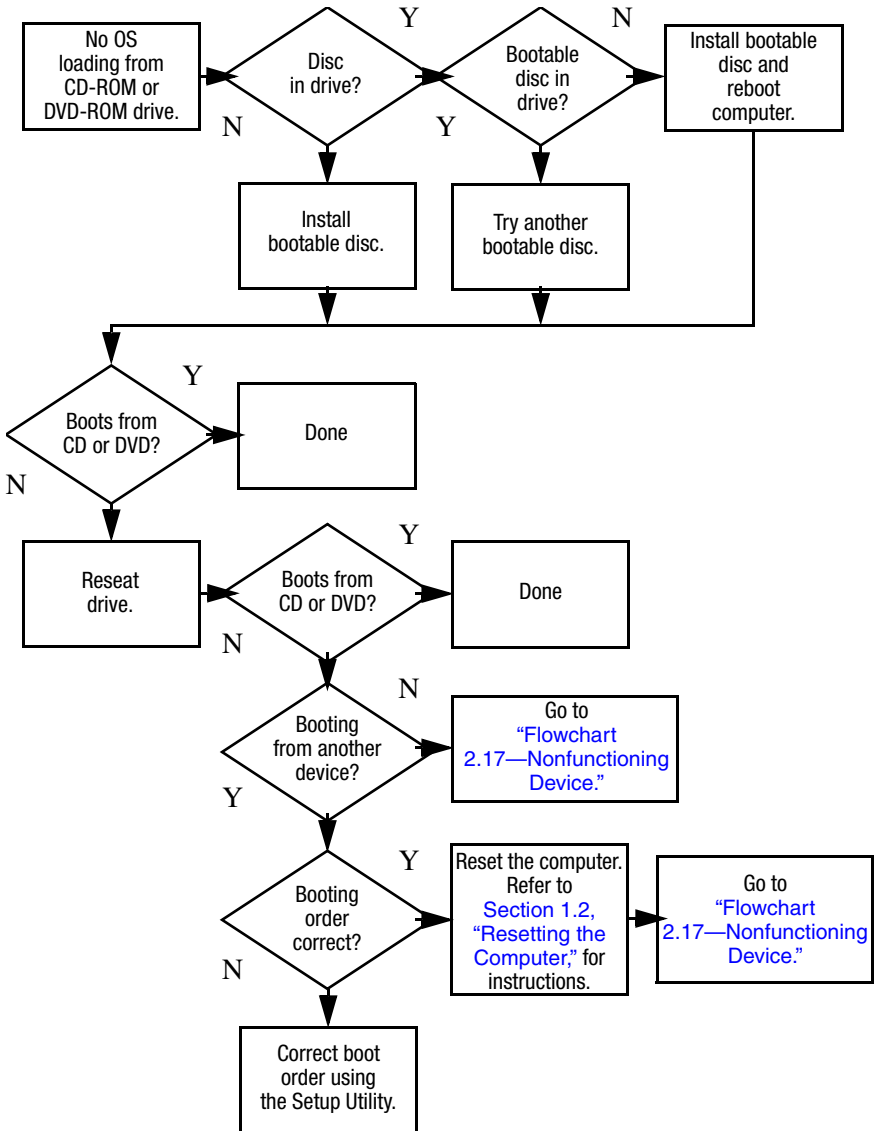 No OS
loading from
CD-ROM or
DVD-ROM drive.
Disc
in drive?
Y
N
Bootable
disc in
drive?
N
Y
Install bootable
disc and
reboot
computer.
Install
bootable disc.
Try another
bootable disc.
Boots from
CD or DVD?
Y
N
Done
Reseat
drive.
Boots from
CD or DVD?
Y
N
Done
Booting
from another
device?
N
Y
Go to
“Flowchart
2.17—Nonfunctioning
Device.”
Booting
order
correct?
Y
N
Reset the computer.
Refer to
Section 1.2,
“Resetting the
Computer,” for
instructions.
Go to
“Flowchart
2.17—Nonfunctioning
Device.”
Correct boot
order using
the Setup Utility.